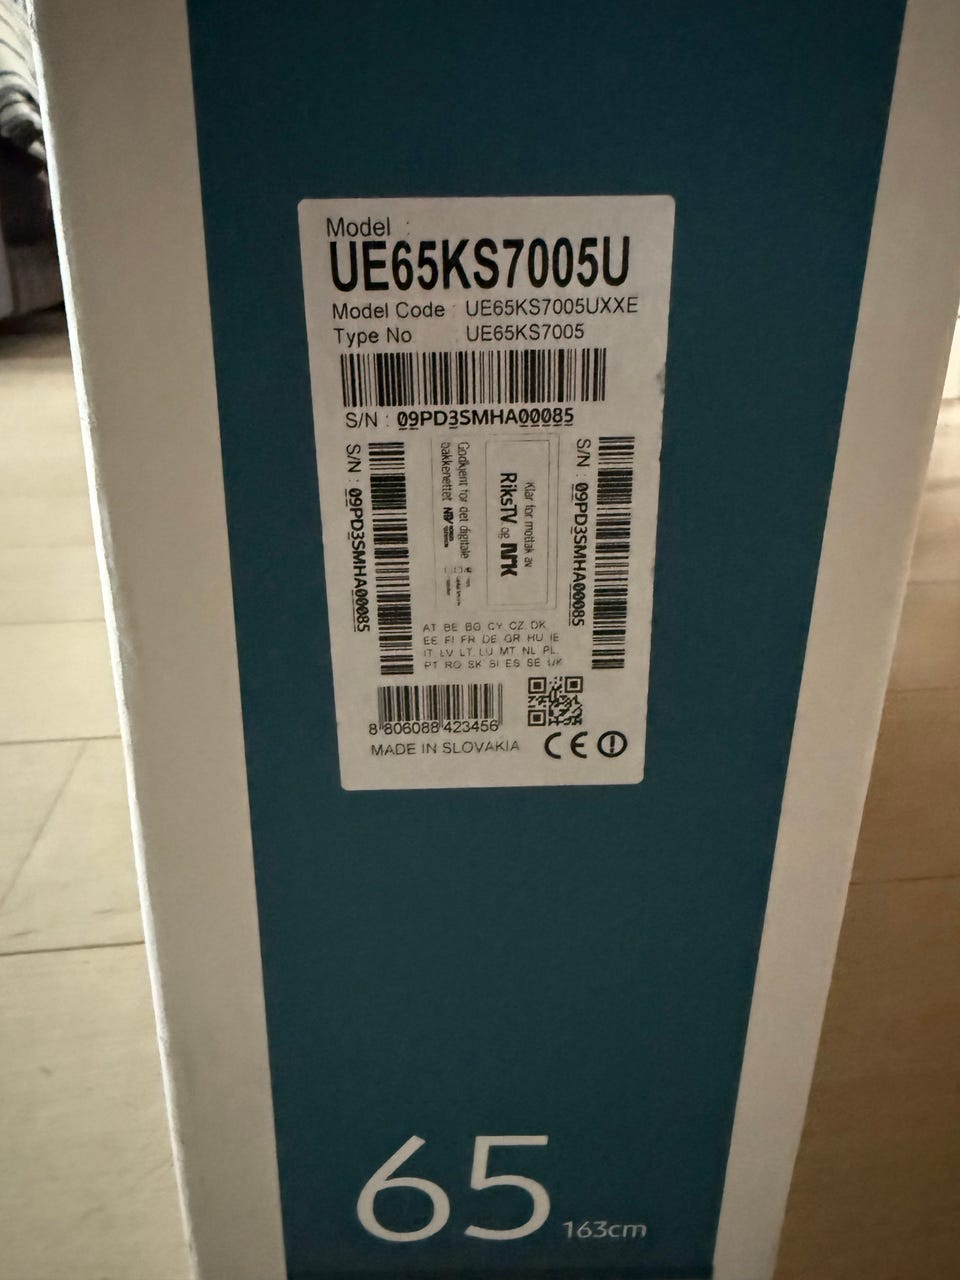 Model :
UE65KS7005U
Model Code : UE65KS7005UXXE
Type No UE65KS7005
S/N : 09PD3SMHA00085
S/N : 09PD3SMHA00085
Godkjent for det digitale
bakkenettet NTV
Klar for mottak av
RiksTV og NRK
S/N : 09PD3SMHA00085
AT BE BG CY CZ DK
EE FI FR DE GR HU IE
IT LV LT LU MT NL PL
PT RO SK SI ES SE UK
8 806088 423456
MADE IN SLOVAKIA CE
65 163cm